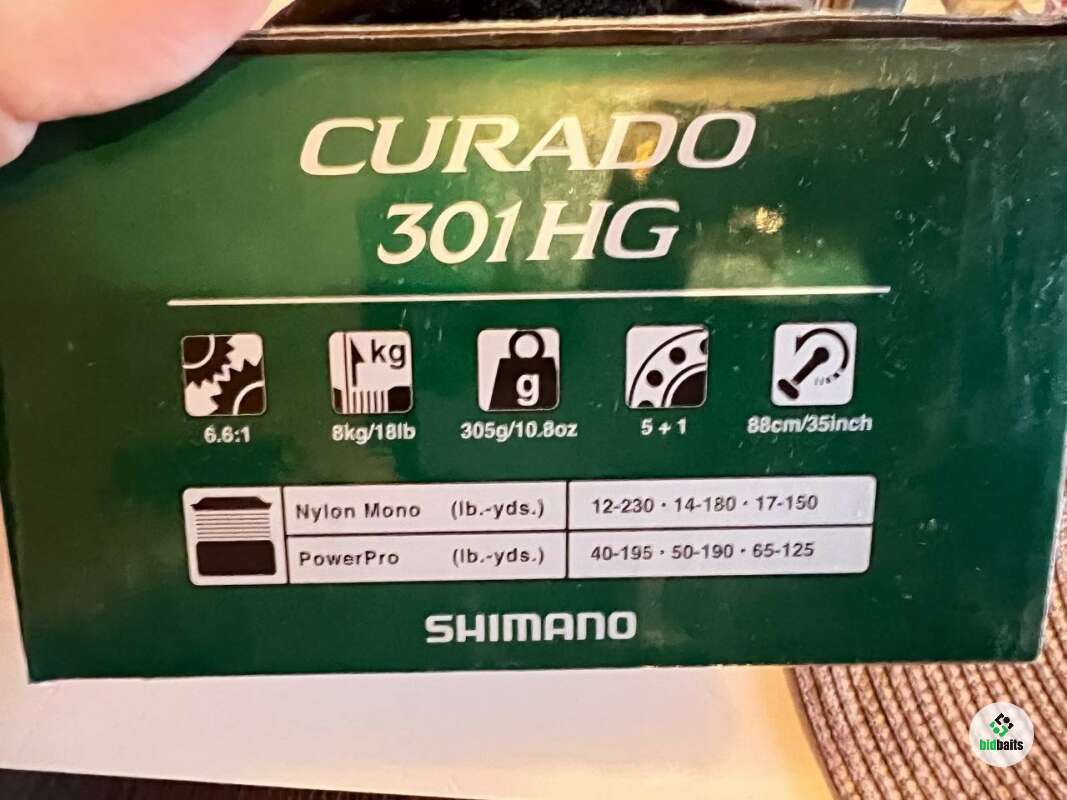 CURADO
301HG
kg
g
6.6:1
8kg/18lb
305g/10.8oz
5+1
88cm/35inch
Nylon Mono (lb.-yds.) 12-230 · 14-180 · 17-150
PowerPro (lb.-yds.) 40-195 · 50-190 · 65-125
SHIMANO
bidbaits